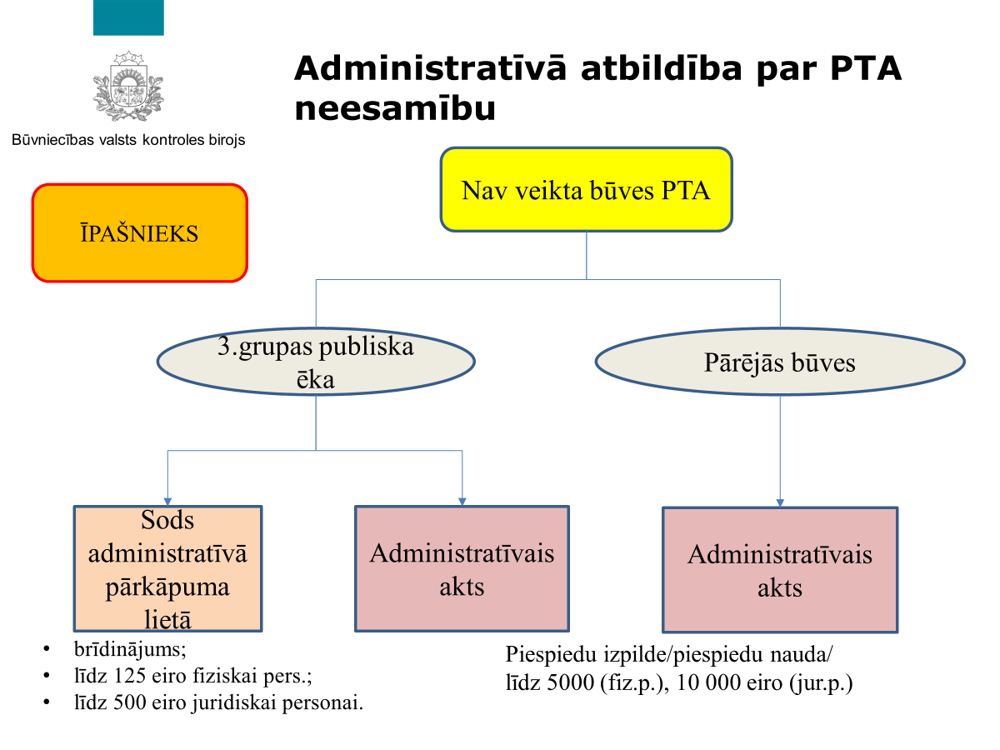 Administratīvā atbildība par PTA
neesamību
Būvniecības valsts kontroles birojs
Nav veikta būves PTA
ĪPAŠNIEKS
3.grupas publiska
ēka
Pārējās būves
Sods
administratīvā
pārkāpuma
lietā
Administratīvais
akts
Administratīvais
akts
• brīdinājums;
• līdz 125 eiro fiziskai pers.;
• līdz 500 eiro juridiskai personai.
Piespiedu izpilde/piespiedu nauda/
līdz 5000 (fiz.p.), 10 000 eiro (jur.p.)